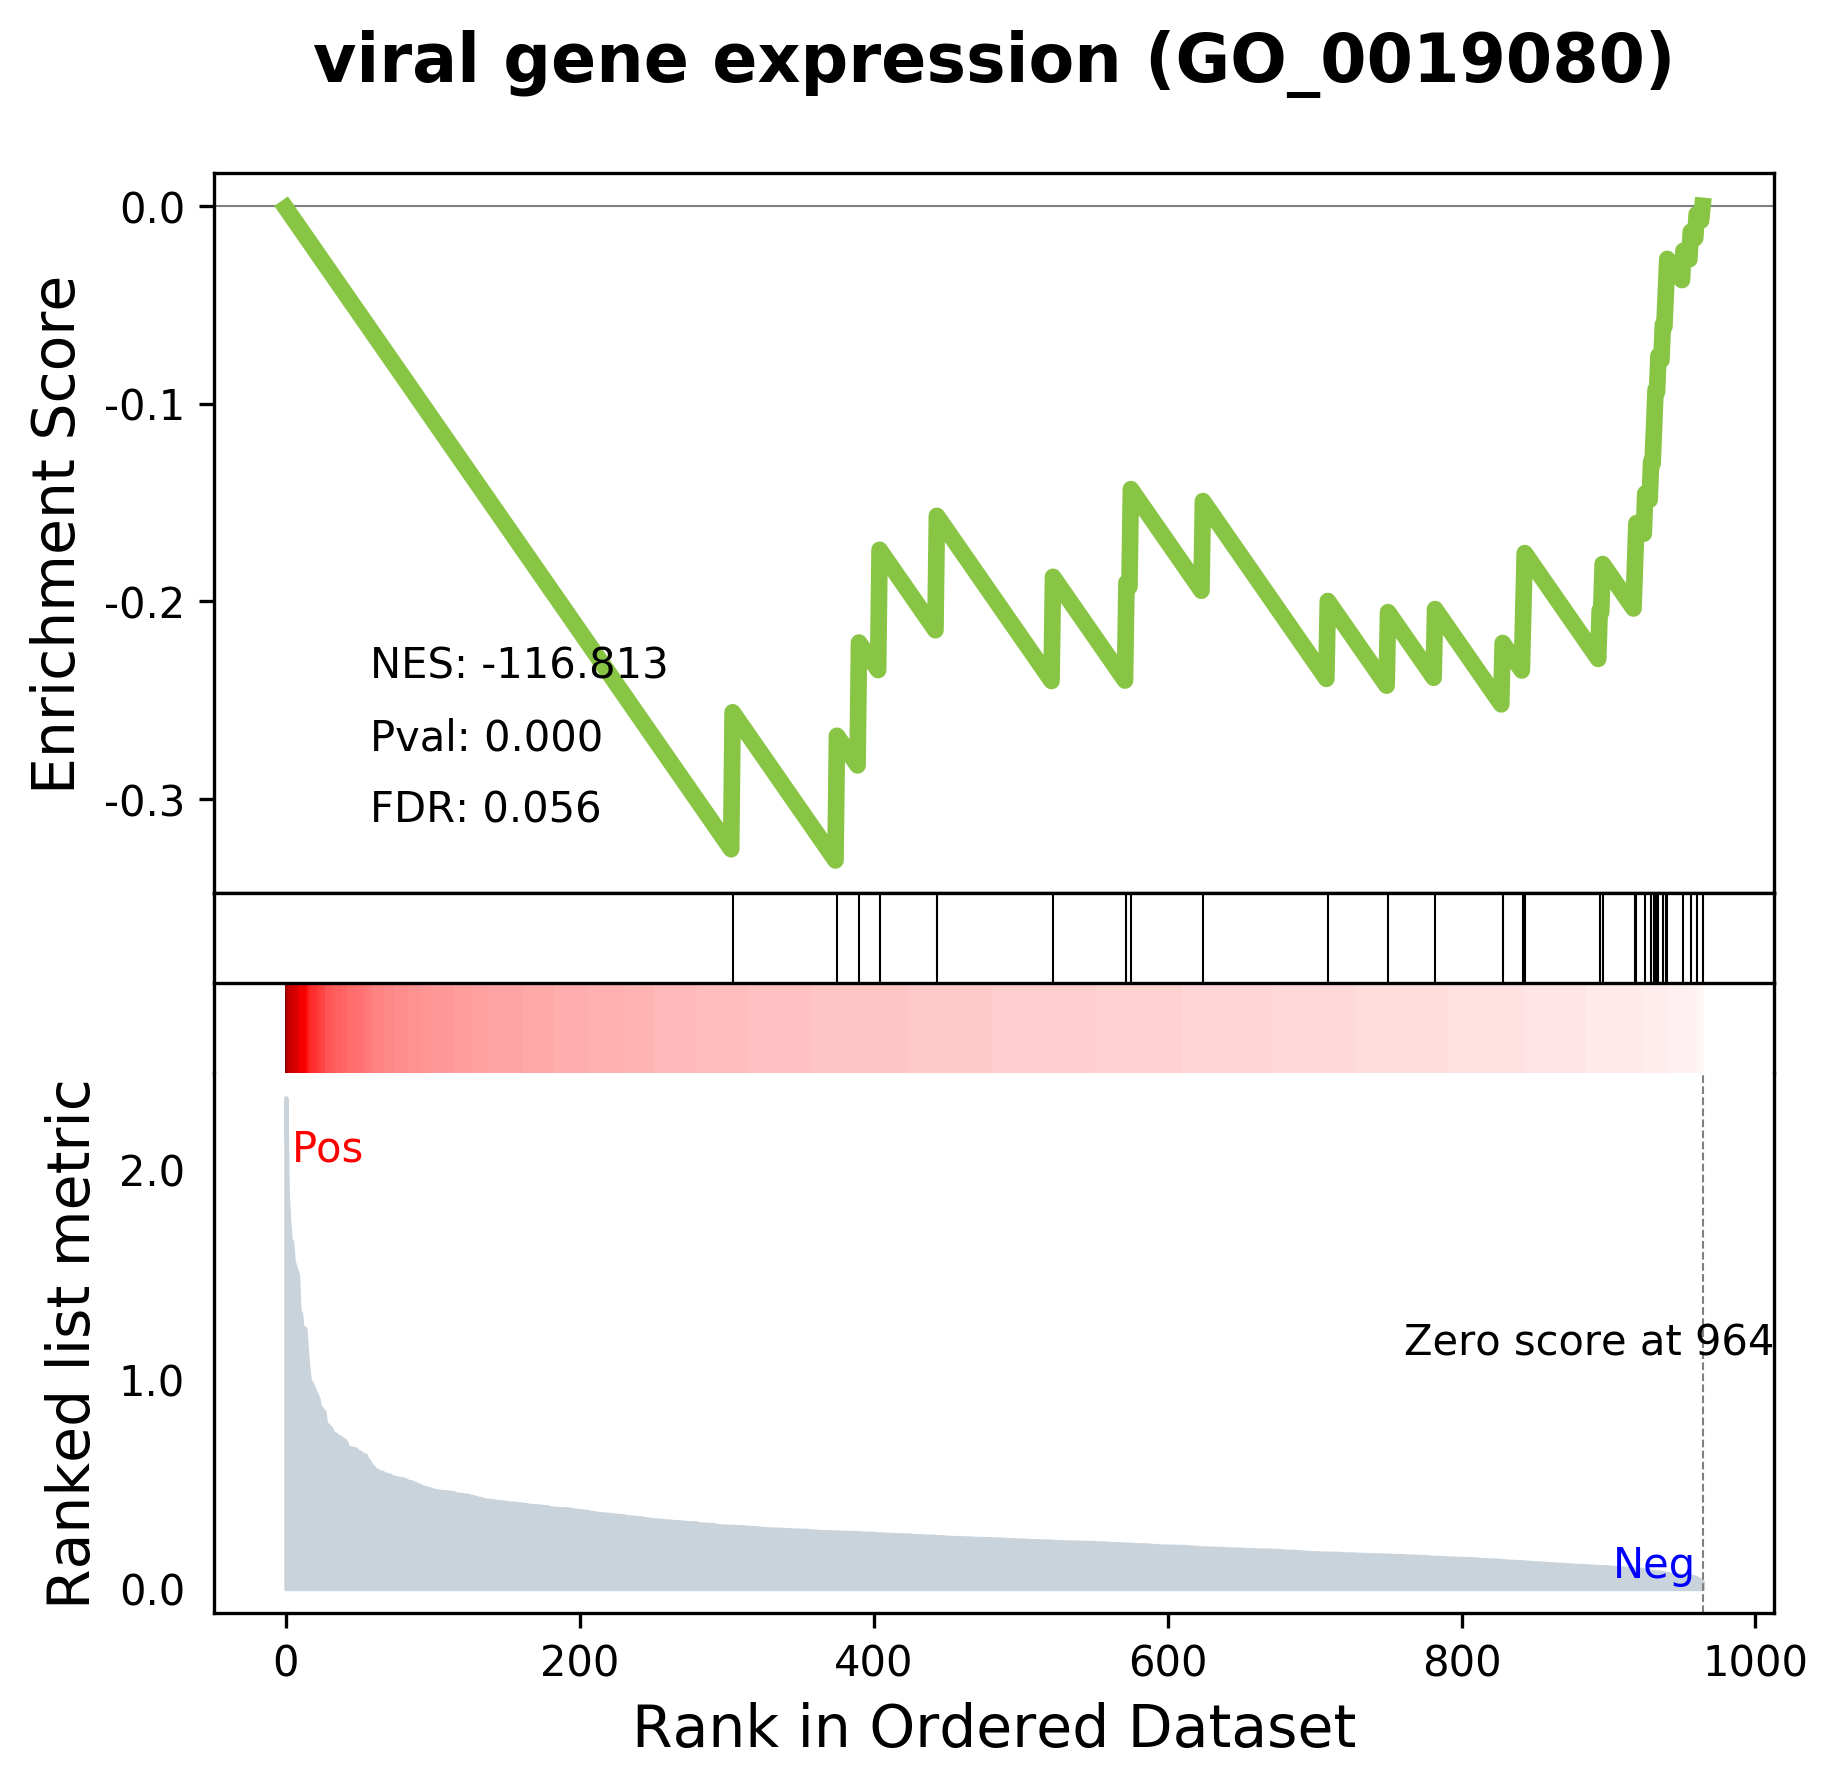 viral gene expression (GO_0019080)
Enrichment Score
0.0
-0.1
-0.2
-0.3
NES: -116.813
Pval: 0.000
FDR: 0.056
Ranked list metric
2.0
1.0
0.0
Pos
Zero score at 964
Neg
0 200 400 600 800 1000
Rank in Ordered Dataset